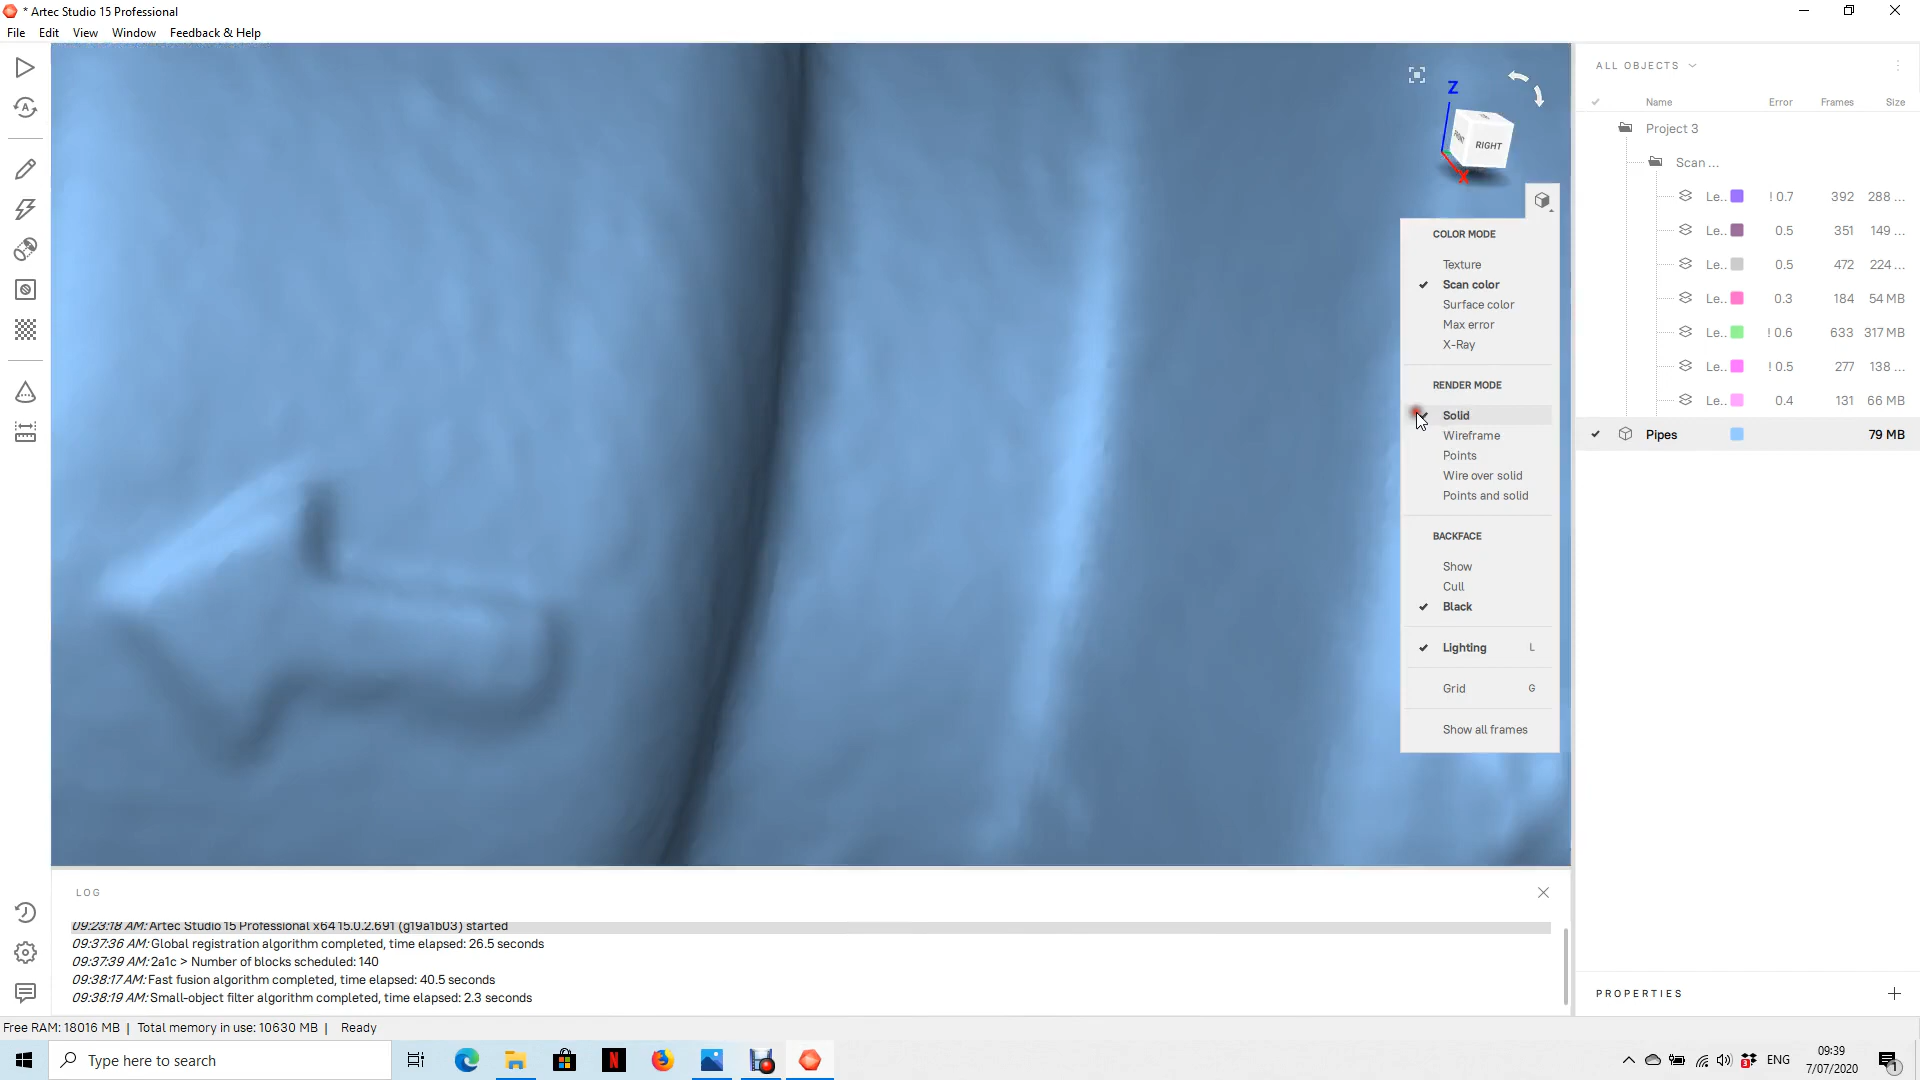 * Artec Studio 15 Professional
File Edit View Window Feedback & Help
Z
RIGHT
X
COLOR MODE
Texture
Scan color
Surface color
Max error
X-Ray
RENDER MODE
Solid
Wireframe
Points
Wire over solid
Points and solid
BACKFACE
Show
Cull
Black
Lighting L
Grid G
Show all frames
ALL OBJECTS
Name Error Frames Size
Project 3
Scan ...
Le.. ! 0.7 392 288 ...
Le.. 0.5 351 149 ...
Le.. 0.5 472 224 ...
Le.. 0.3 184 54 MB
Le.. ! 0.6 633 317 MB
Le.. ! 0.5 277 138 ...
Le.. 0.4 131 66 MB
Pipes 79 MB
PROPERTIES
LOG
09:23:18 AM: Artec Studio 15 Professional x64 15.0.2.691 (g19a1b03) started
09:37:36 AM: Global registration algorithm completed, time elapsed: 26.5 seconds
09:37:39 AM: 2a1c > Number of blocks scheduled: 140
09:38:17 AM: Fast fusion algorithm completed, time elapsed: 40.5 seconds
09:38:19 AM: Small-object filter algorithm completed, time elapsed: 2.3 seconds
Free RAM: 18016 MB | Total memory in use: 10630 MB | Ready
Type here to search
ENG
09:39
7/07/2020